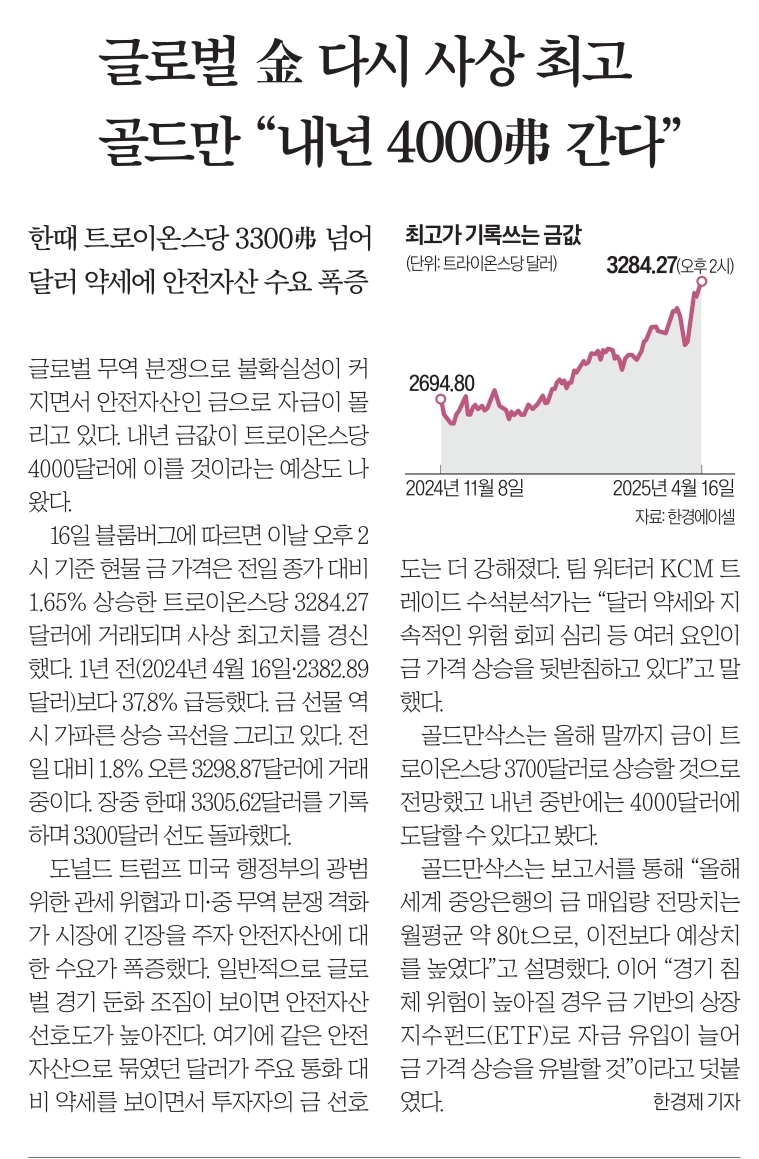 글로벌 金 다시 사상 최고
골드만 “내년 4000弗 간다”
한때 트로이온스당 3300弗 넘어
달러 약세에 안전자산 수요 폭증
글로벌 무역 분쟁으로 불확실성이 커
지면서 안전자산인 금으로 자금이 몰
리고 있다. 내년 금값이 트로이온스당
4000달러에 이를 것이라는 예상도 나
왔다.
16일 블룸버그에 따르면 이날 오후 2
시 기준 현물 금 가격은 전일 종가 대비
1.65% 상승한 트로이온스당 3284.27
달러에 거래되며 사상 최고치를 경신
했다. 1년 전(2024년 4월 16일·2382.89
달러)보다 37.8% 급등했다. 금 선물 역
시 가파른 상승 곡선을 그리고 있다. 전
일 대비 1.8% 오른 3298.87달러에 거래
중이다. 장중 한때 3305.62달러를 기록
하며 3300달러 선도 돌파했다.
도널드 트럼프 미국 행정부의 광범
위한 관세 위협과 미·중 무역 분쟁 격화
가 시장에 긴장을 주자 안전자산에 대
한 수요가 폭증했다. 일반적으로 글로
벌 경기 둔화 조짐이 보이면 안전자산
선호도가 높아진다. 여기에 같은 안전
자산으로 묶였던 달러가 주요 통화 대
비 약세를 보이면서 투자자의 금 선호
최고가 기록쓰는 금값
(단위: 트라이온스당 달러)
3284.27(오후 2시)
2694.80
2024년 11월 8일
2025년 4월 16일
자료: 한경에이셀
도는 더 강해졌다. 팀 워터러 KCM 트
레이드 수석분석가는 “달러 약세와 지
속적인 위험 회피 심리 등 여러 요인이
금 가격 상승을 뒷받침하고 있다”고 말
했다.
골드만삭스는 올해 말까지 금이 트
로이온스당 3700달러로 상승할 것으로
전망했고 내년 중반에는 4000달러에
도달할 수 있다고 봤다.
골드만삭스는 보고서를 통해 “올해
세계 중앙은행의 금 매입량 전망치는
월평균 약 80t으로, 이전보다 예상치
를 높였다”고 설명했다. 이어 “경기 침
체 위험이 높아질 경우 금 기반의 상장
지수펀드(ETF)로 자금 유입이 늘어
금 가격 상승을 유발할 것”이라고 덧붙
였다.
한경제 기자